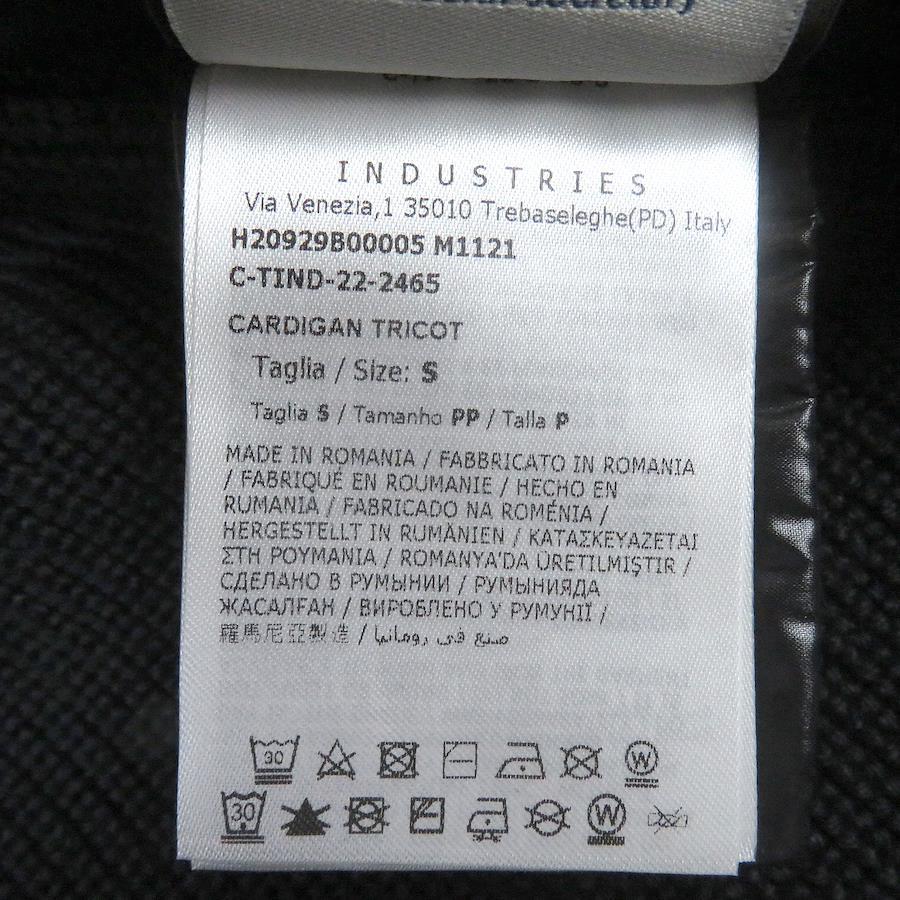 INDUSTRIES
Via Venezia,1 35010 Trebaseleghe(PD) Italy
H20929B00005 M1121
C-TIND-22-2465
CARDIGAN TRICOT
Taglia / Size: S
Taglia S / Tamanho PP / Talla P
MADE IN ROMANIA / FABBRICATO IN ROMANIA
/ FABRIQUÉ EN ROUMANIE / HECHO EN
RUMANIA / FABRICADO NA ROMÉNIA /
HERGESTELLT IN RUMÄNIEN / ΚΑΤΑΣΚΕΥΑΖΕΤΑΙ
ΣΤΗ ΡΟΥΜΑΝΙΑ / ROMANYA'DA ÜRETILMIŞTIR /
СДЕЛАНО В РУМЫНИИ / РУМЫНИЯДА
ЖАСАЛҒАН / ВИРОБЛЕНО У РУМУНІЇ /
羅馬尼亞製造 / صنع في رومانيا
30 W
30 W